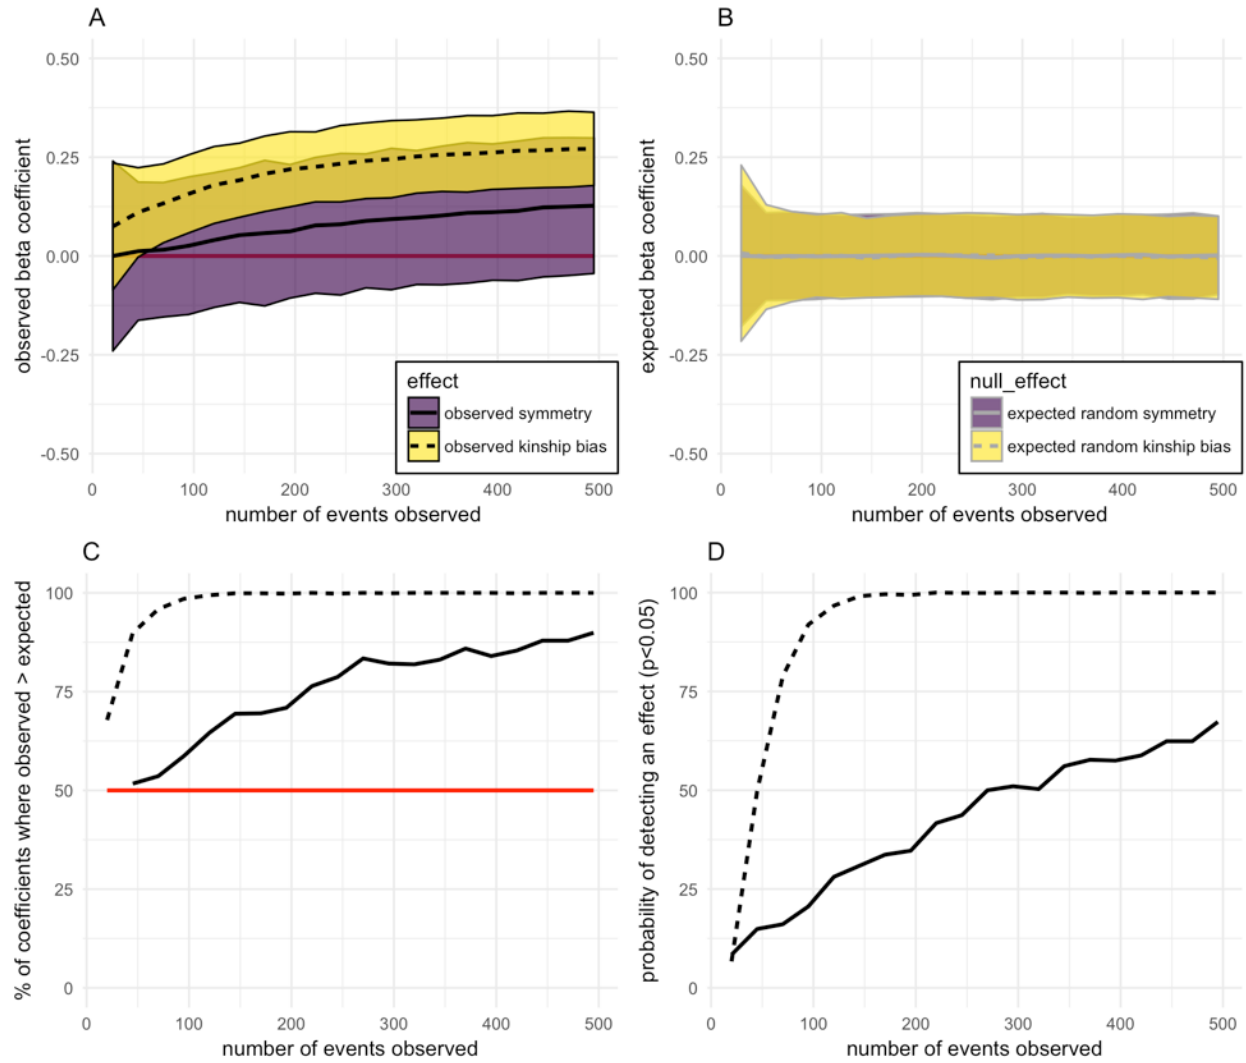 A
observed beta coefficient
0.50
0.25
0.00
-0.25
-0.50
effect
observed symmetry
observed kinship bias
0 100 200 300 400 500
number of events observed
B
expected beta coefficient
0.50
0.25
0.00
-0.25
-0.50
null_effect
expected random symmetry
expected random kinship bias
0 100 200 300 400 500
number of events observed
C
% of coefficients where observed > expected
100
75
50
25
0
0 100 200 300 400 500
number of events observed
D
probability of detecting an effect (p<0.05)
100
75
50
25
0
0 100 200 300 400 500
number of events observed